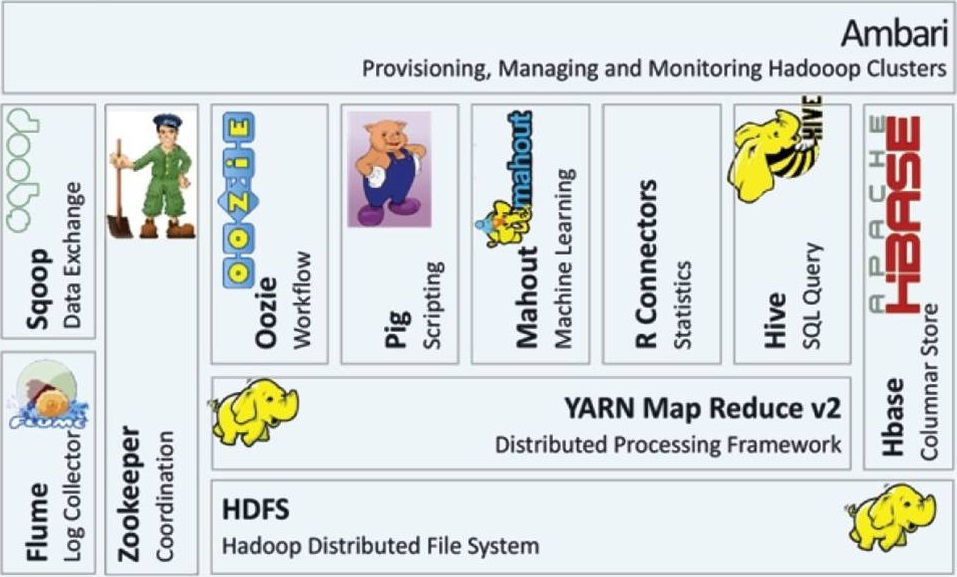 Ambari
Provisioning, Managing and Monitoring Hadooop Clusters
sqoop
Sqoop
Data Exchange
FLUME
Flume
Log Collector
Zookeeper
Coordination
OOZIE
Oozie
Workflow
Pig
Scripting
mahout
Mahout
Machine Learning
R Connectors
Statistics
HIVE
Hive
SQL Query
APACHE
HBASE
Hbase
Columnar Store
YARN Map Reduce v2
Distributed Processing Framework
HDFS
Hadoop Distributed File System